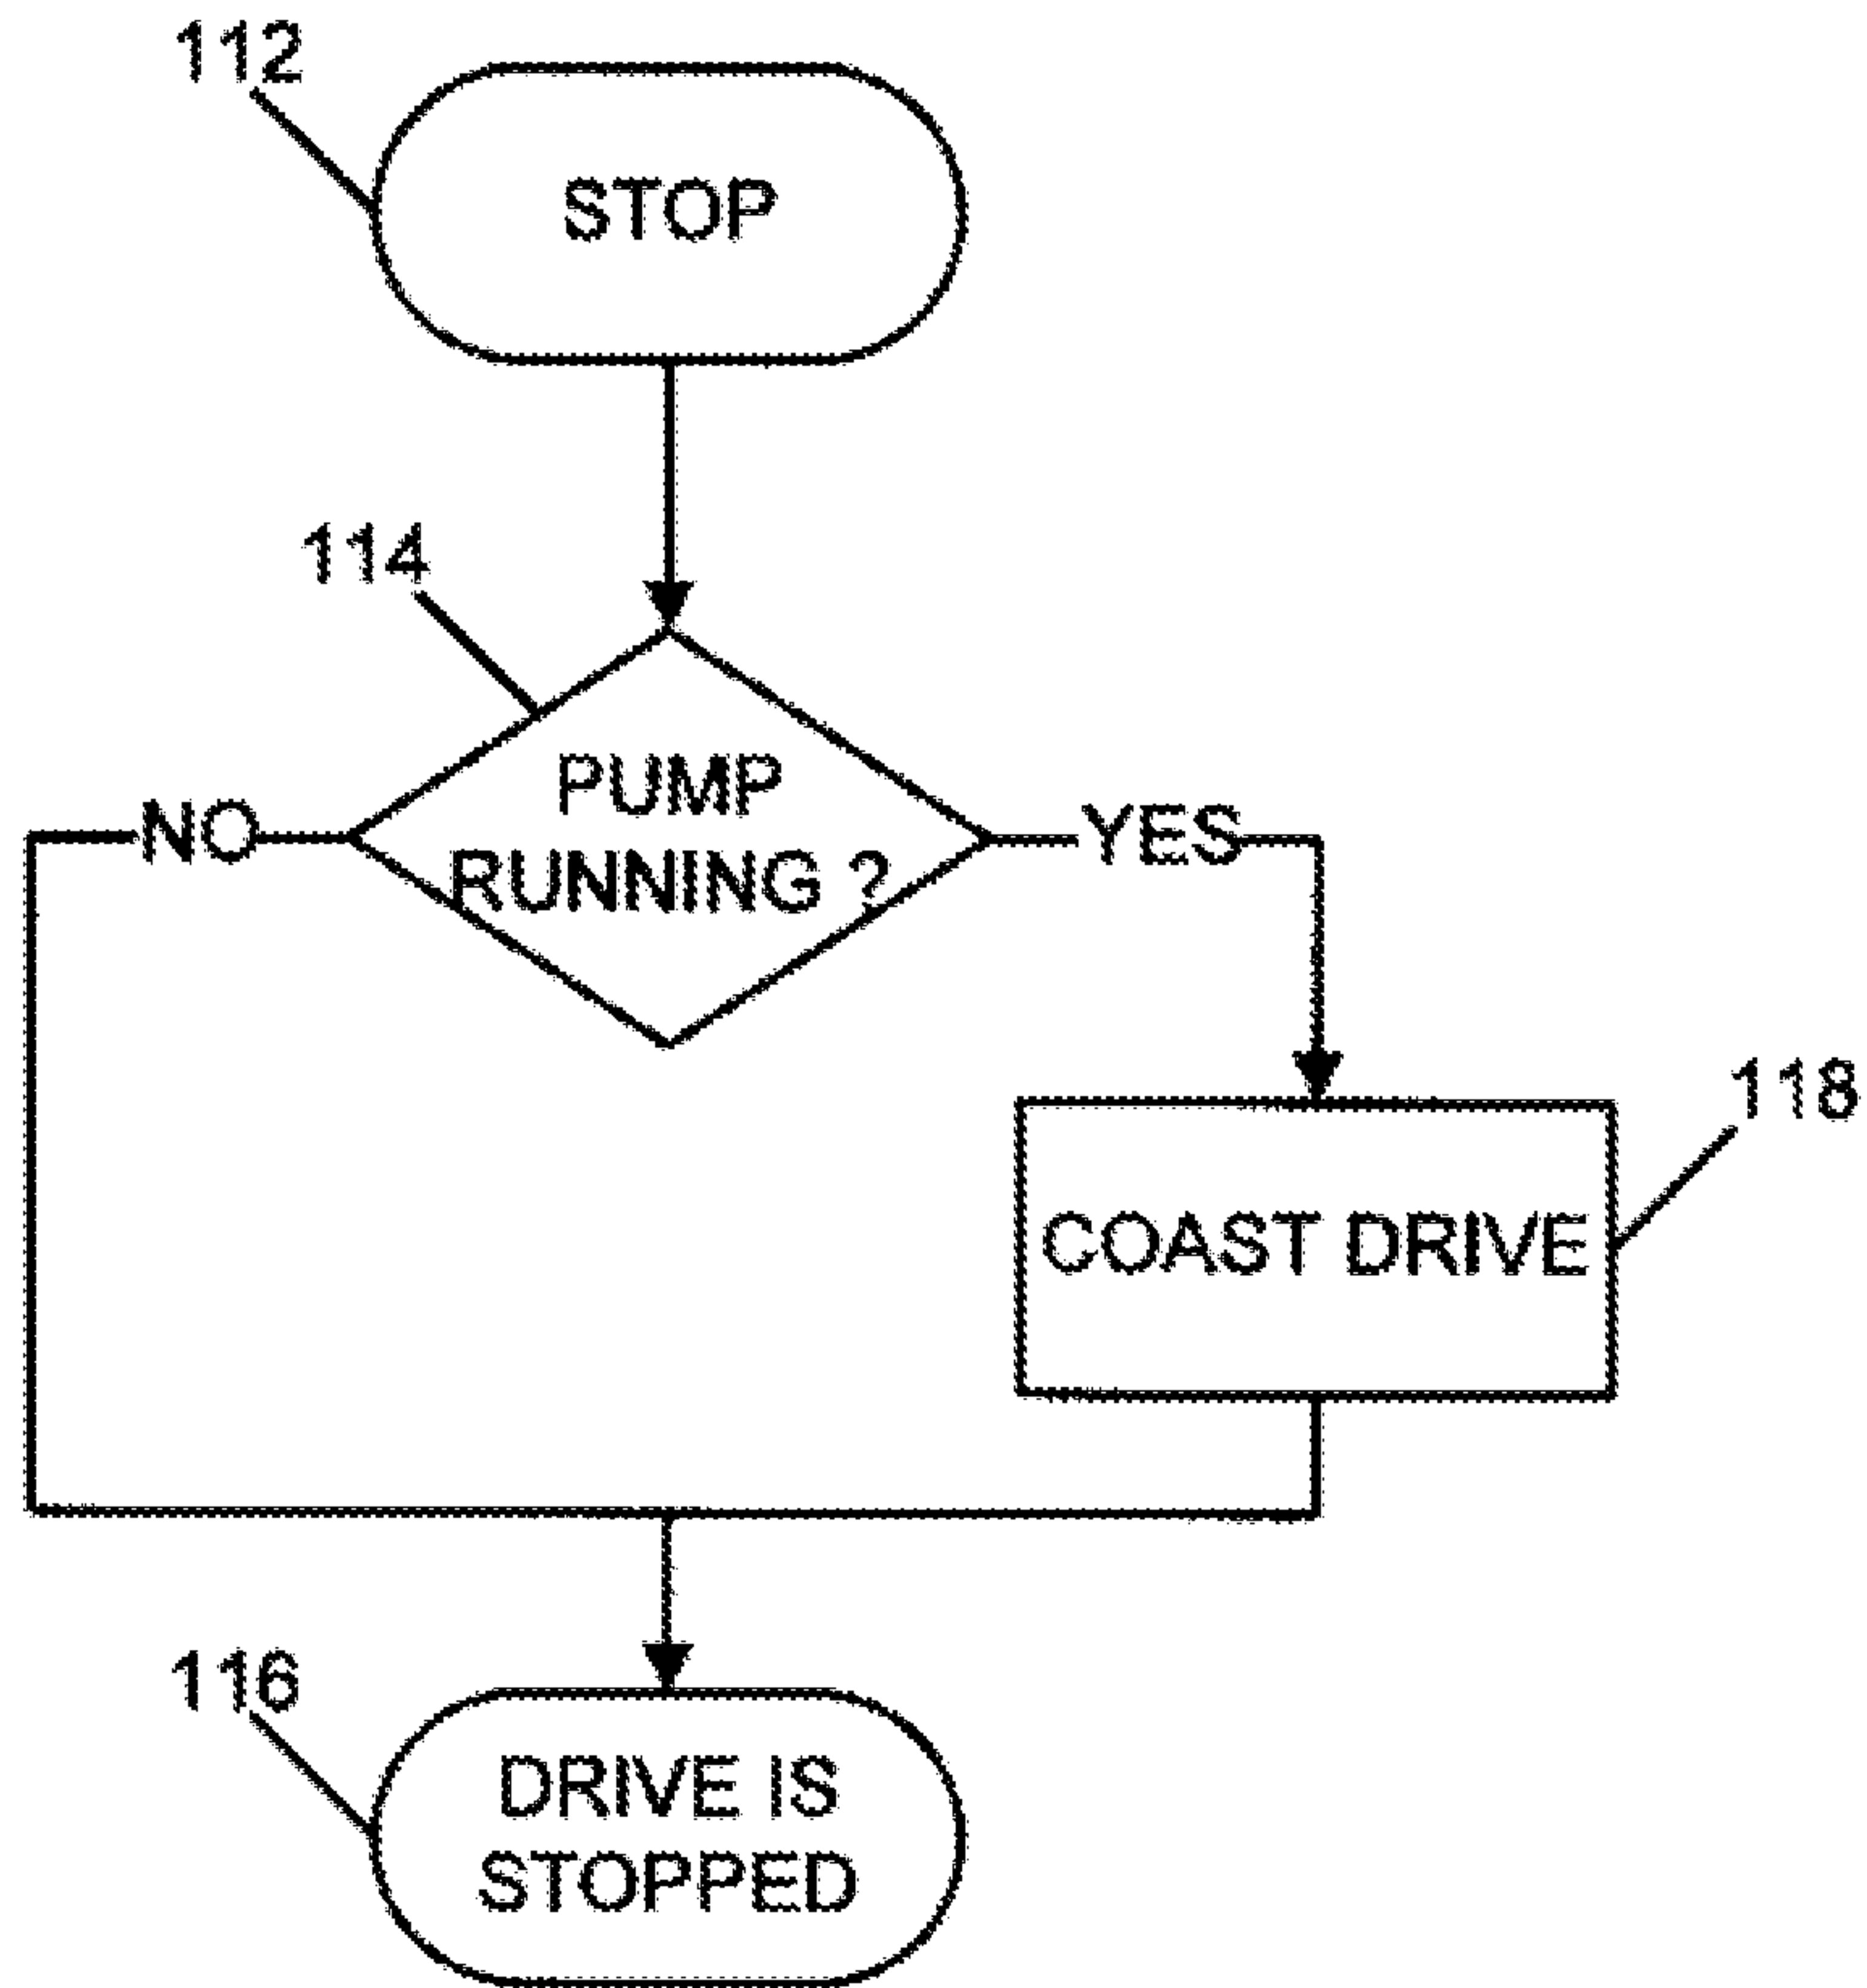 112
STOP
114
PUMP
RUNNING ?
NO
YES
118
COAST DRIVE
116
DRIVE IS
STOPPED